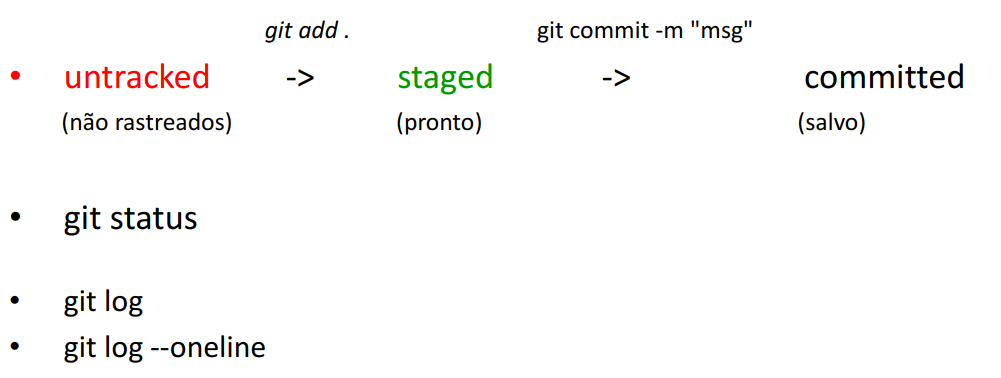 git add . git commit -m "msg"
• untracked -> staged -> committed
(não rastreados) (pronto) (salvo)
• git status
• git log
• git log --oneline